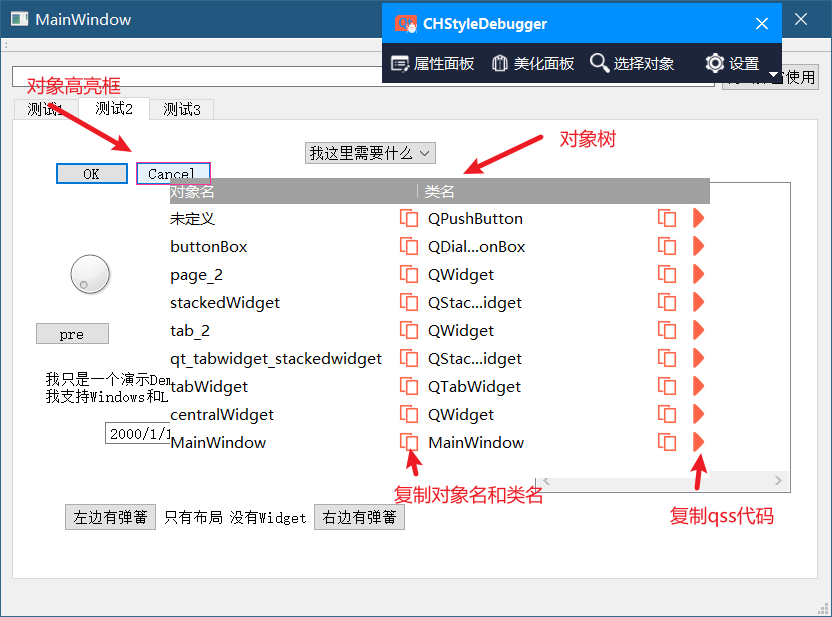 MainWindow
CHStyleDebugger
属性面板 美化面板 选择对象 设置
使用
对象高亮框
测试1 测试2 测试3
对象树
我这里需要什么
OK Cancel
对象名 类名
未定义 QPushButton
buttonBox QDial...onBox
page_2 QWidget
stackedWidget QStac...idget
tab_2 QWidget
pre
qt_tabwidget_stackedwidget QStac...idget
我只是一个演示Dem
tabWidget QTabWidget
我支持Windows和L
centralWidget QWidget
2000/1/1
MainWindow MainWindow
复制对象名和类名
复制qss代码
左边有弹簧 只有布局 没有Widget 右边有弹簧